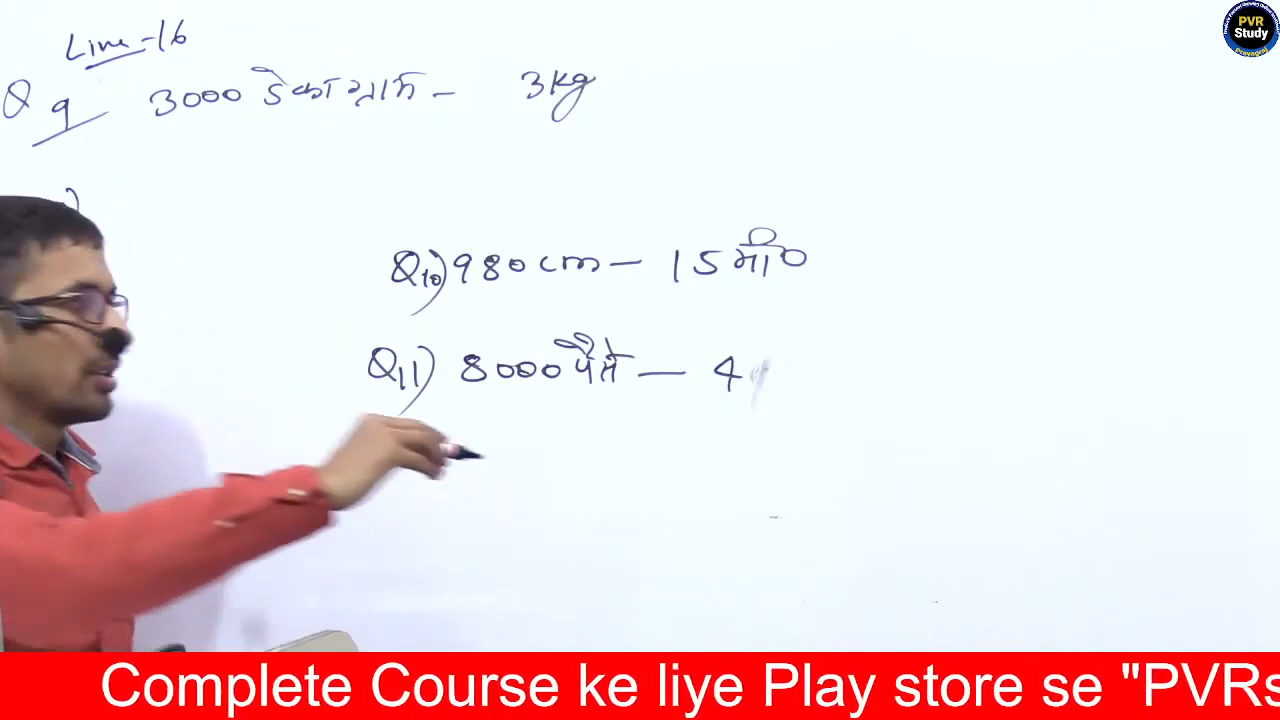 Line-16
Q 9 3000 डेकाग्राम - 3kg
Q10) 980 cm - 15 मी०
Q11) 8000 पैसे - 4
PVR
Study
Prayagraj
Complete Course ke liye Play store se "PVRs